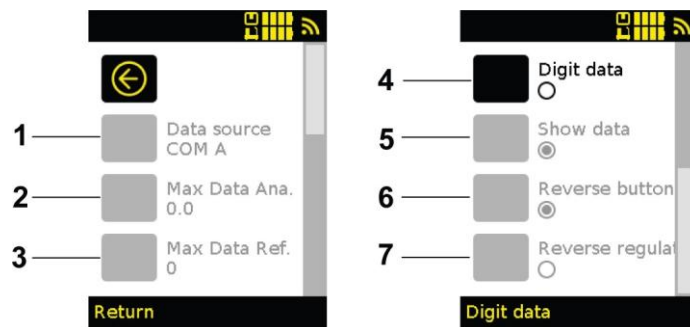 1
Data source
COM A
2
Max Data Ana.
0.0
3
Max Data Ref.
0
Return
4
Digit data
5
Show data
6
Reverse button
7
Reverse regulat
Digit data